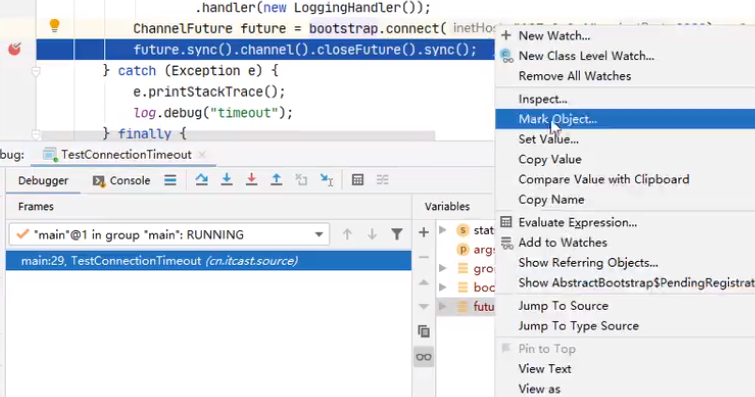 .handler(new LoggingHandler());
ChannelFuture future = bootstrap.connect(
future.sync().channel().closeFuture().sync();
} catch (Exception e) {
e.printStackTrace();
log.debug("timeout");
} finally {
bug:
TestConnectionTimeout
Debugger
Console
Frames
Variables
"main"@1 in group "main": RUNNING
main:29, TestConnectionTimeout (cn.itcast.source)
stat
args
gro
boo
futu
New Watch...
New Class Level Watch...
Remove All Watches
Inspect...
Mark Object...
Set Value...
Copy Value
Compare Value with Clipboard
Copy Name
Evaluate Expression...
Add to Watches
Show Referring Objects...
Show AbstractBootstrap$PendingRegistrat
Jump To Source
Jump To Type Source
Pin to Top
View Text
View as